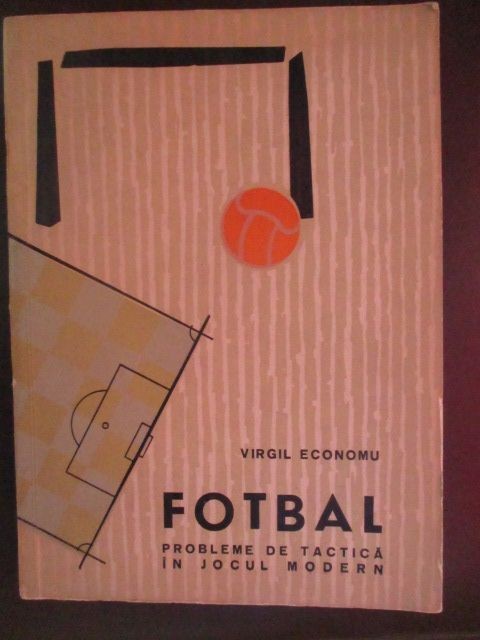 VIRGIL ECONOMU
FOTBAL
PROBLEME DE TACTICĂ
ÎN JOCUL MODERN